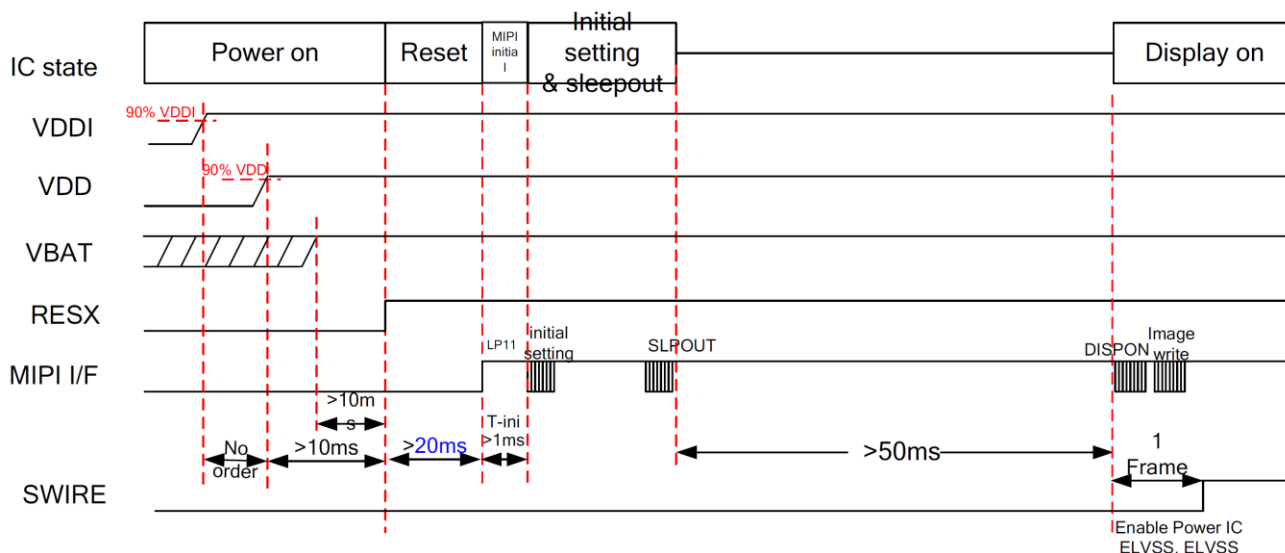 IC state
Power on
Reset
MIPI
initia
l
Initial
setting
& sleepout
Display on
VDDI
90% VDDI
VDD
90% VDD
VBAT
RESX
MIPI I/F
LP11
initial
setting
SLPOUT
DISPON
Image
write
>10m
s
No
order
>10ms
>20ms
T-ini
>1ms
>50ms
1
Frame
SWIRE
Enable Power IC
ELVSS, ELVSS